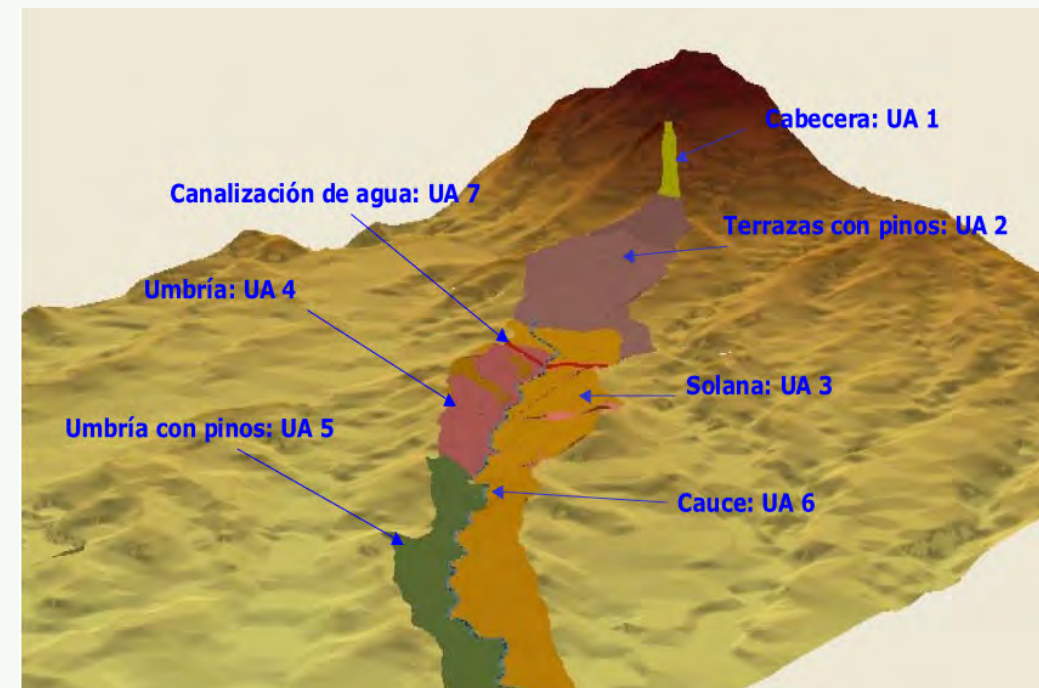 Cabecera: UA 1
Canalización de agua: UA 7
Terrazas con pinos: UA 2
Umbría: UA 4
Solana: UA 3
Umbría con pinos: UA 5
Cauce: UA 6